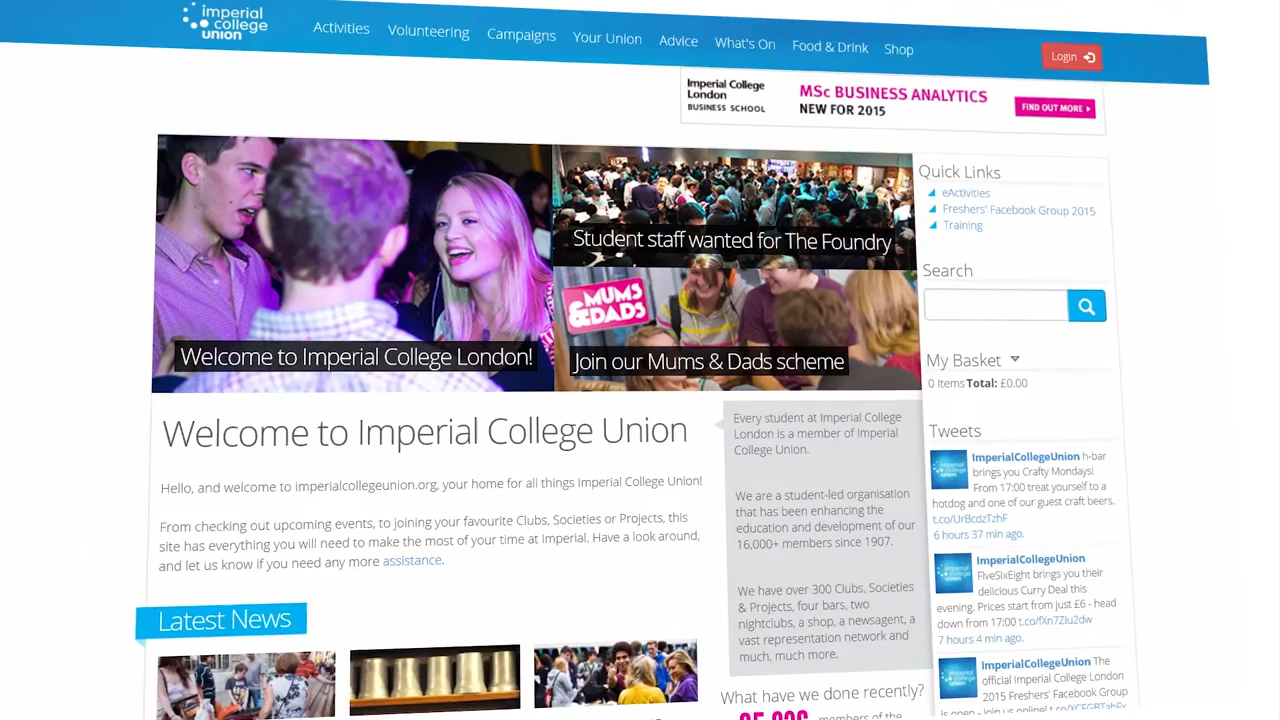 imperial
college
union
Activities
Volunteering
Campaigns
Your Union
Advice
What's On
Food & Drink
Shop
Login
Imperial College
London
BUSINESS SCHOOL
MSc BUSINESS ANALYTICS
NEW FOR 2015
FIND OUT MORE
Welcome to Imperial College London!
Student staff wanted for The Foundry
MUMS
& DADS
Join our Mums & Dads scheme
Quick Links
eActivities
Freshers' Facebook Group 2015
Training
Search
My Basket
0 Items Total: £0.00
Welcome to Imperial College Union
Hello, and welcome to imperialcollegeunion.org, your home for all things Imperial College Union!
From checking out upcoming events, to joining your favourite Clubs, Societies or Projects, this
site has everything you will need to make the most of your time at Imperial. Have a look around,
and let us know if you need any more assistance.
Latest News
Every student at Imperial College
London is a member of Imperial
College Union.
We are a student-led organisation
that has been enhancing the
education and development of our
16,000+ members since 1907.
We have over 300 Clubs, Societies
& Projects, four bars, two
nightclubs, a shop, a newsagent, a
vast representation network and
much, much more.
What have we done recently?
members of the
Tweets
ImperialCollegeUnion h-bar
brings you Crafty Mondays!
From 17:00 treat yourself to a
hotdog and one of our guest craft beers.
t.co/UrBcdzTzhF
6 hours 37 min ago.
ImperialCollegeUnion
FiveSixEight brings you their
delicious Curry Deal this
evening. Prices start from just £6 - head
down from 17:00 t.co/fXn7Zlu2dw
7 hours 4 min ago.
ImperialCollegeUnion The
official Imperial College London
2015 Freshers' Facebook Group
is open - join us online!